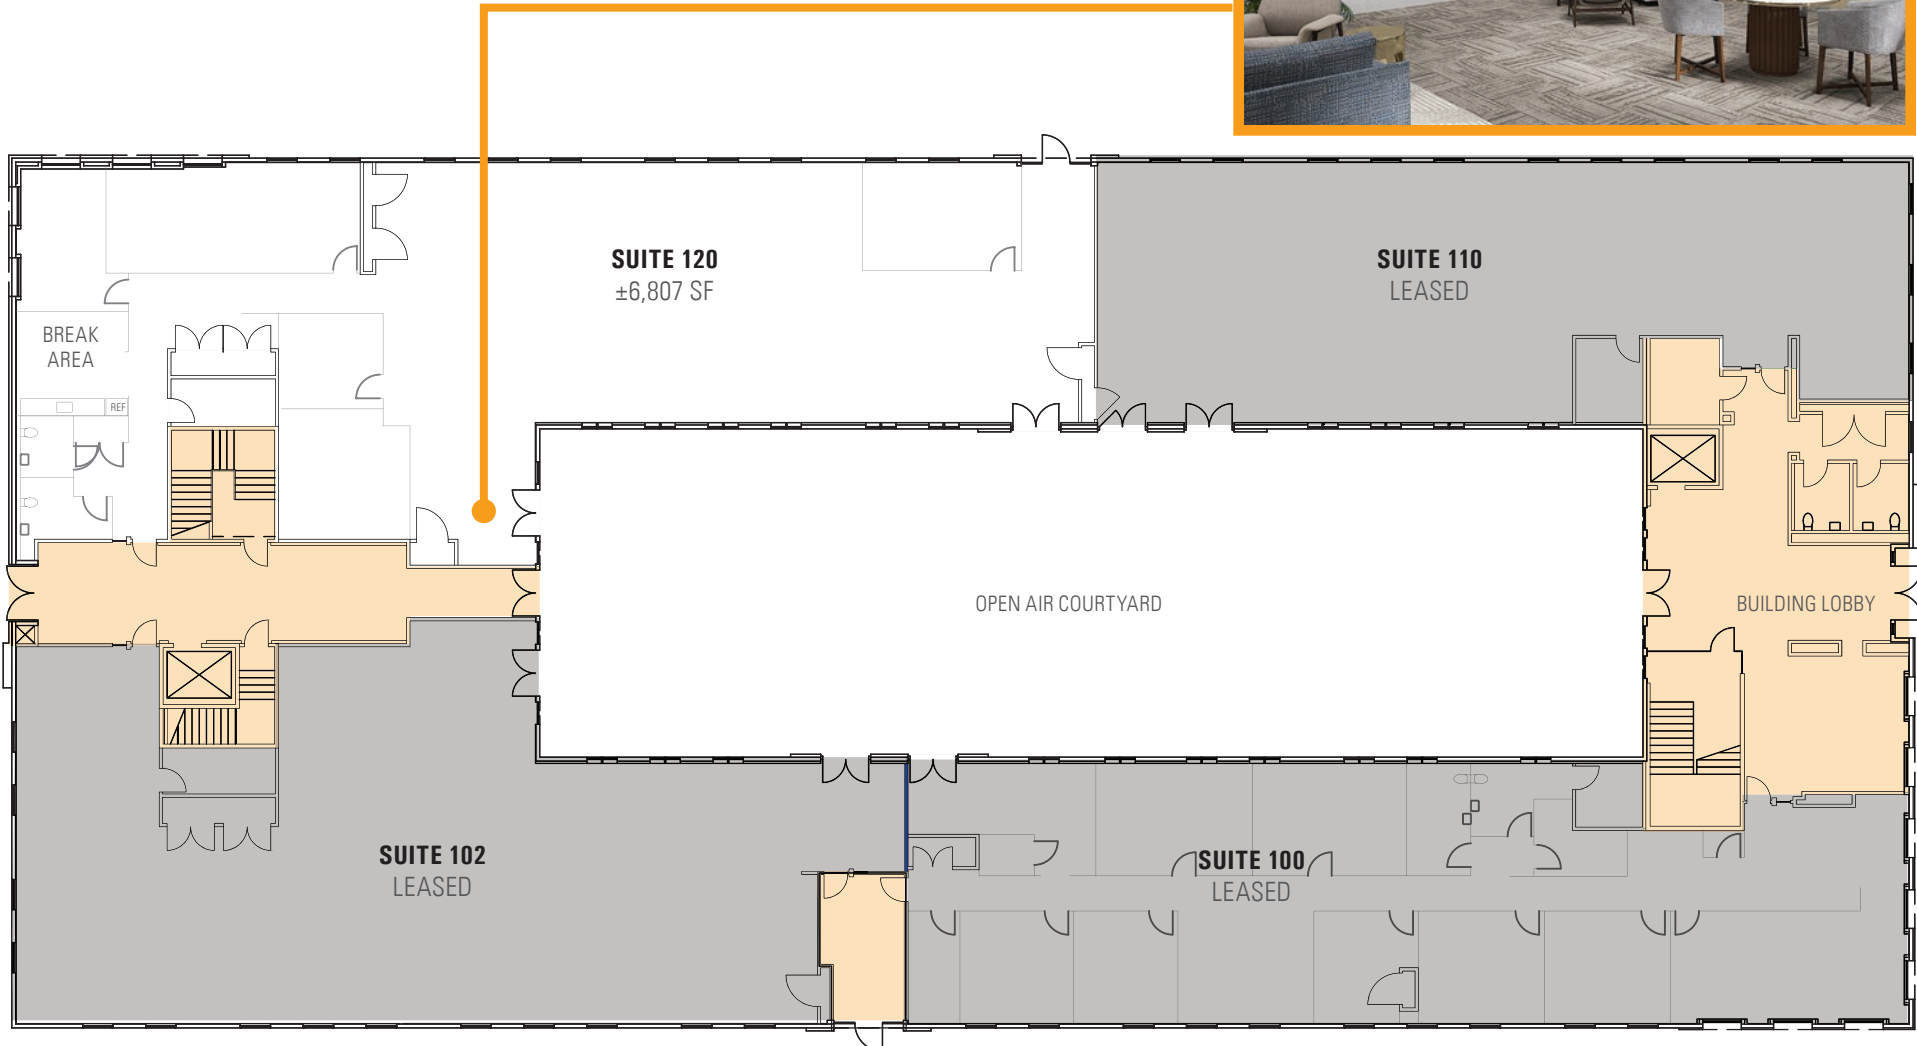 SUITE 120
±6,807 SF
SUITE 110
LEASED
BREAK
AREA
REF
OPEN AIR COURTYARD
BUILDING LOBBY
SUITE 102
LEASED
SUITE 100
LEASED